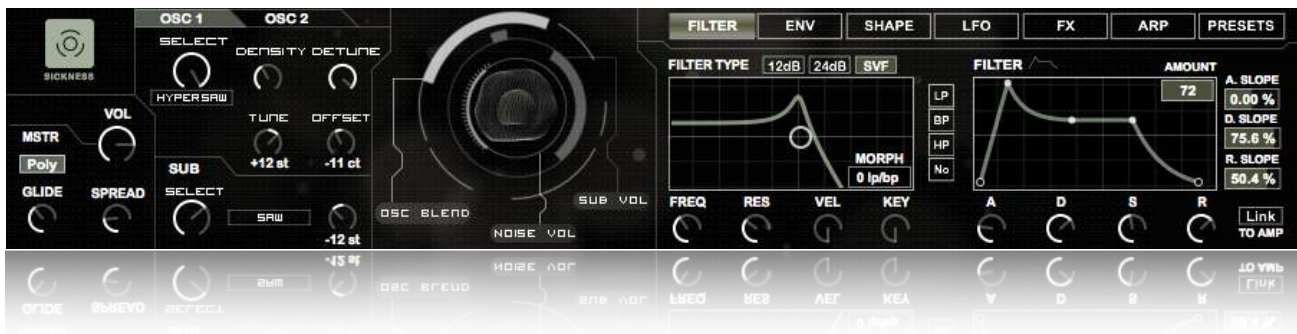 SICKNESS
OSC 1
OSC 2
SELECT
DENSITY
DETUNE
HYPERSAW
TUNE
OFFSET
+12 st
-11 ct
MSTR
VOL
Poly
GLIDE
SPREAD
SUB
SELECT
SAW
-12 st
OSC BLEND
NOISE VOL
SUB VOL
FILTER
ENV
SHAPE
LFO
FX
ARP
PRESETS
FILTER TYPE
12dB
24dB
SVF
LP
BP
HP
No
MORPH
0 lp/bp
FREQ
RES
VEL
KEY
FILTER
AMOUNT
72
A. SLOPE
0.00 %
D. SLOPE
75.6 %
R. SLOPE
50.4 %
A
D
S
R
Link
TO AMP